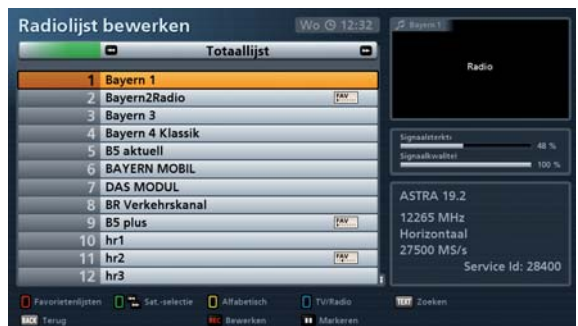 Radiolijst bewerken
Wo 12:32
Bayern 1
Totaallijst
Radio
1 Bayern 1
2 Bayern2Radio FAV
3 Bayern 3
4 Bayern 4 Klassik
5 B5 aktuell
6 BAYERN MOBIL
7 DAS MODUL
8 BR Verkehrskanal
9 B5 plus FAV
10 hr1
11 hr2 FAV
12 hr3
Signaalsterkte
48 %
Signaalkwaliteit
100 %
ASTRA 19.2
12265 MHz
Horizontaal
27500 MS/s
Service Id: 28400
Favorietenlijsten Sat.-selectie Alfabetisch TV/Radio TEXT Zoeken
BACK Terug REC Bewerken Markeren